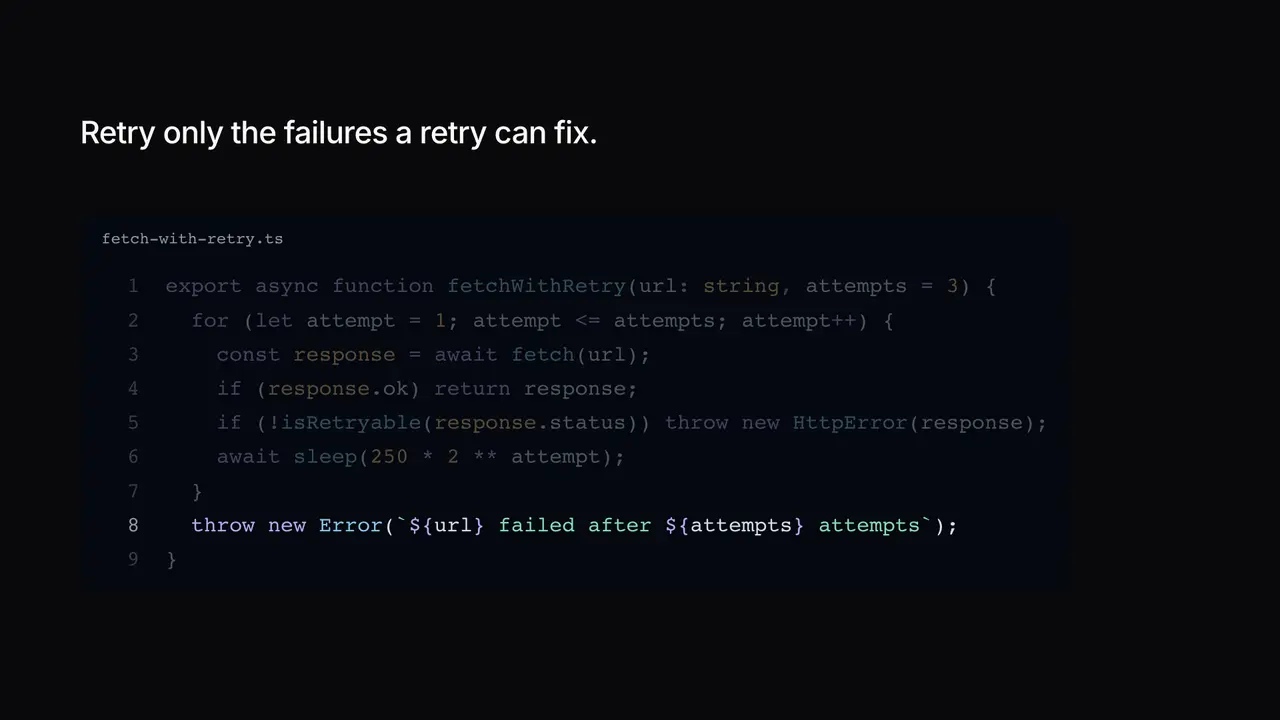 Retry only the failures a retry can fix.
fetch-with-retry.ts
1 export async function fetchWithRetry(url: string, attempts = 3) {
2   for (let attempt = 1; attempt <= attempts; attempt++) {
3     const response = await fetch(url);
4     if (response.ok) return response;
5     if (!isRetryable(response.status)) throw new HttpError(response);
6     await sleep(250 * 2 ** attempt);
7   }
8   throw new Error(`${url} failed after ${attempts} attempts`);
9 }